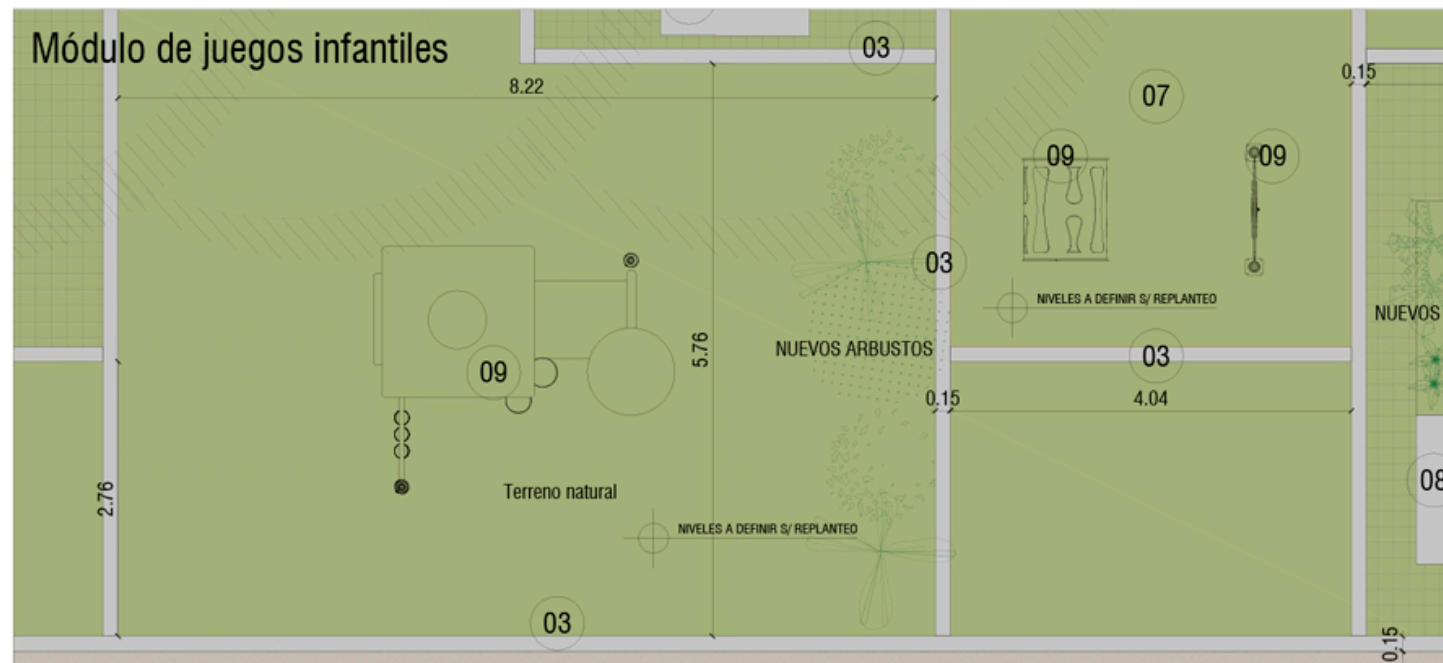 Módulo de juegos infantiles
03
8.22
0.15
07
09
09
03
NIVELES A DEFINIR S/ REPLANTEO
NUEVOS
5.76
NUEVOS ARBUSTOS
03
09
0.15
4.04
2.76
Terreno natural
08
NIVELES A DEFINIR S/ REPLANTEO
03
0.15